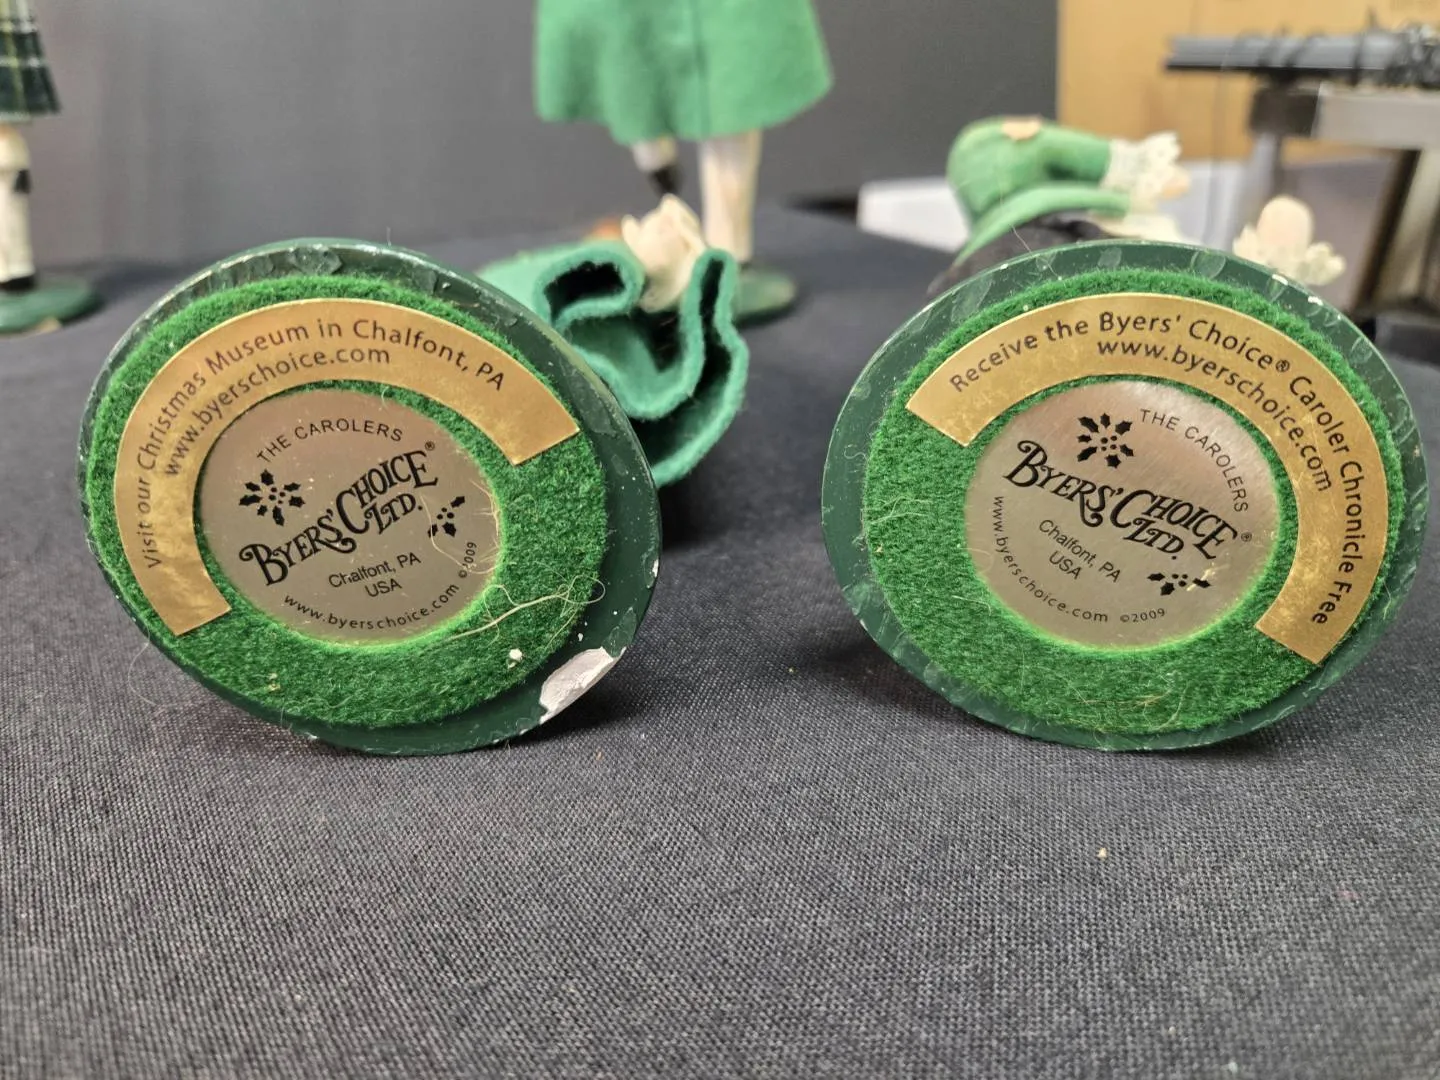 Visit our Christmas Museum in Chalfont, PA
www.byerschoice.com
THE CAROLERS
BYERS' CHOICE®
LTD.
Chalfont, PA
USA
www.byerschoice.com ©2009
Receive the Byers' Choice® Caroler Chronicle Free
www.byerschoice.com
THE CAROLERS
BYERS' CHOICE®
LTD.
Chalfont, PA
USA
www.byerschoice.com ©2009